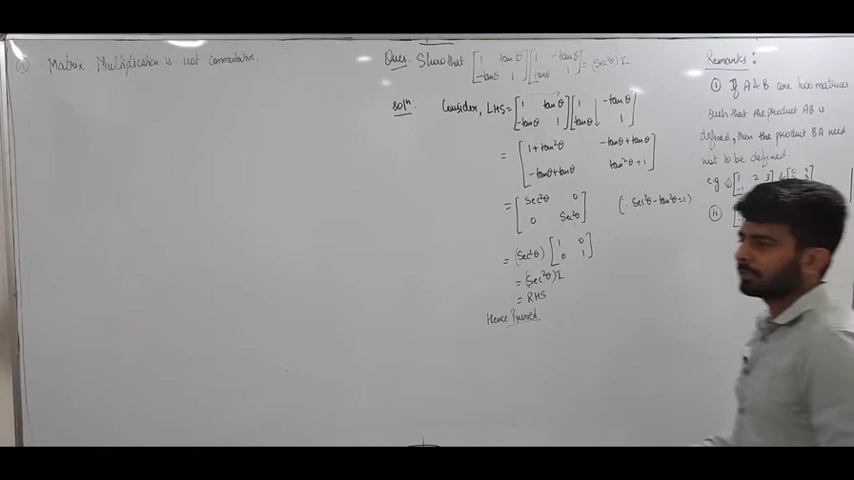 (ii) Matrix Multiplication is not commutative.
Ques. Show that [1 tanθ; -tanθ 1] [1 -tanθ; tanθ 1] = (sec²θ) I
solⁿ. Consider, LHS = [1 tanθ; -tanθ 1] [1 -tanθ; tanθ 1]
= [1+tan²θ -tanθ+tanθ; -tanθ+tanθ tan²θ+1]
= [sec²θ 0; 0 sec²θ] (∵ sec²θ-tan²θ=1)
= (sec²θ) [1 0; 0 1]
= (sec²θ) I
= RHS
Hence Proved
Remarks :
(i) If A & B are two matrices
such that the product AB is
defined, then the product BA need
not to be defined.
e.g.
(ii)